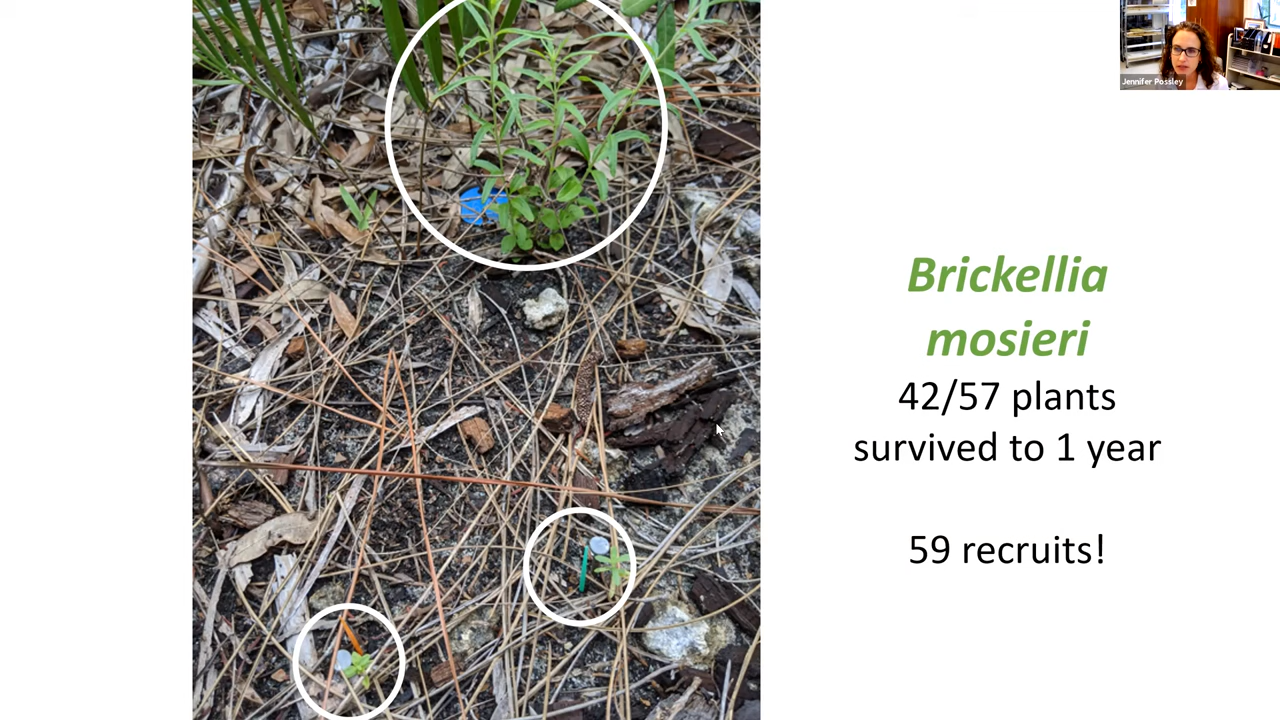 Jennifer Possley
Brickellia
mosieri
42/57 plants
survived to 1 year
59 recruits!